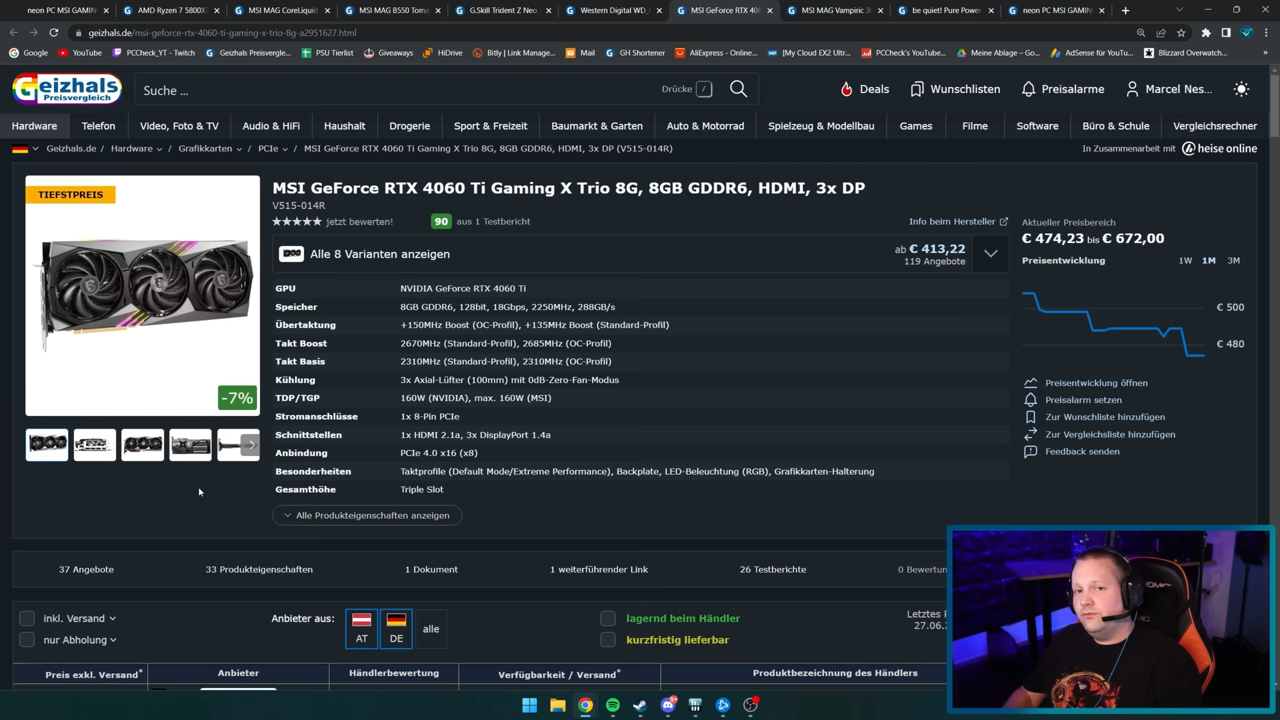 neon PC MSI GAMIN
AMD Ryzen 7 5800X
MSI MAG CoreLiquid
MSI MAG B550 Toma
G.Skill Trident Z Neo
Western Digital WD_
MSI GeForce RTX 406
MSI MAG Vampiric 3
be quiet! Pure Power
neon PC MSI GAMIN
geizhals.de/msi-geforce-rtx-4060-ti-gaming-x-trio-8g-a2951627.html
Google
YouTube
PCCheck_YT - Twitch
Geizhals Preisvergle...
PSU Tierlist
Giveaways
HiDrive
Bitly | Link Manage...
Mail
GH Shortener
AliExpress - Online...
[My Cloud EX2 Ultr...
PCCheck's YouTube...
Meine Ablage – Go...
AdSense für YouTu...
Blizzard Overwatch...
Geizhals
Preisvergleich
Suche ...
Drücke /
Deals
Wunschlisten
Preisalarme
Marcel Nes...
Hardware
Telefon
Video, Foto & TV
Audio & HiFi
Haushalt
Drogerie
Sport & Freizeit
Baumarkt & Garten
Auto & Motorrad
Spielzeug & Modellbau
Games
Filme
Software
Büro & Schule
Vergleichsrechner
Geizhals.de / Hardware / Grafikkarten / PCIe / MSI GeForce RTX 4060 Ti Gaming X Trio 8G, 8GB GDDR6, HDMI, 3x DP (V515-014R)
In Zusammenarbeit mit heise online
TIEFSTPREIS
-7%
MSI GeForce RTX 4060 Ti Gaming X Trio 8G, 8GB GDDR6, HDMI, 3x DP
V515-014R
jetzt bewerten!
90 aus 1 Testbericht
Info beim Hersteller
Alle 8 Varianten anzeigen
ab € 413,22
119 Angebote
GPU NVIDIA GeForce RTX 4060 Ti
Speicher 8GB GDDR6, 128bit, 18Gbps, 2250MHz, 288GB/s
Übertaktung +150MHz Boost (OC-Profil), +135MHz Boost (Standard-Profil)
Takt Boost 2670MHz (Standard-Profil), 2685MHz (OC-Profil)
Takt Basis 2310MHz (Standard-Profil), 2310MHz (OC-Profil)
Kühlung 3x Axial-Lüfter (100mm) mit 0dB-Zero-Fan-Modus
TDP/TGP 160W (NVIDIA), max. 160W (MSI)
Stromanschlüsse 1x 8-Pin PCIe
Schnittstellen 1x HDMI 2.1a, 3x DisplayPort 1.4a
Anbindung PCIe 4.0 x16 (x8)
Besonderheiten Taktprofile (Default Mode/Extreme Performance), Backplate, LED-Beleuchtung (RGB), Grafikkarten-Halterung
Gesamthöhe Triple Slot
Alle Produkteigenschaften anzeigen
Aktueller Preisbereich
€ 474,23 bis € 672,00
Preisentwicklung 1W 1M 3M
€ 500
€ 480
Preisentwicklung öffnen
Preisalarm setzen
Zur Wunschliste hinzufügen
Zur Vergleichsliste hinzufügen
Feedback senden
37 Angebote
33 Produkteigenschaften
1 Dokument
1 weiterführender Link
26 Testberichte
0 Bewertun
inkl. Versand
nur Abholung
Anbieter aus:
AT
DE
alle
lagernd beim Händler
kurzfristig lieferbar
Letztes
27.06.2
Preis exkl. Versand*
Anbieter
Händlerbewertung
Verfügbarkeit / Versand*
Produktbezeichnung des Händlers